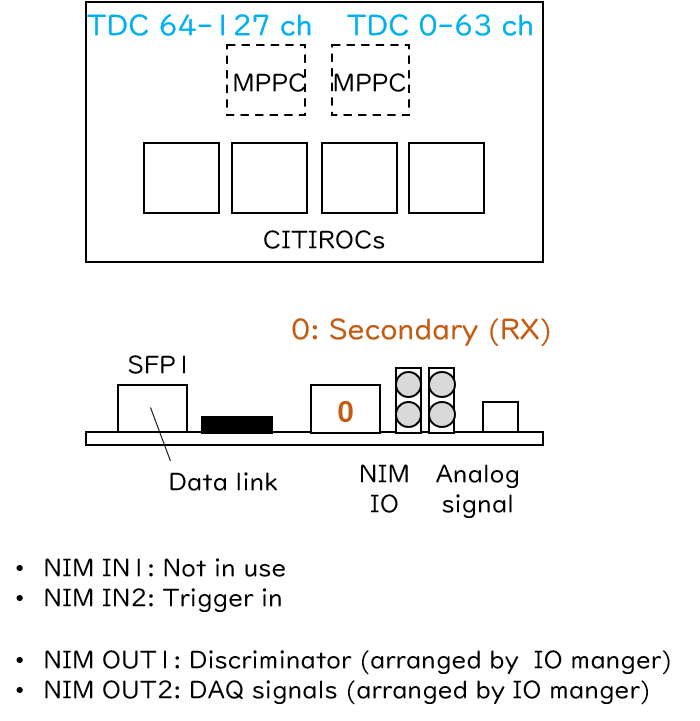 TDC 64-127 ch TDC 0-63 ch
MPPC MPPC
CITIROCs
0: Secondary (RX)
SFP1
0
Data link
NIM IO
Analog signal
• NIM IN1: Not in use
• NIM IN2: Trigger in
• NIM OUT1: Discriminator (arranged by IO manger)
• NIM OUT2: DAQ signals (arranged by IO manger)